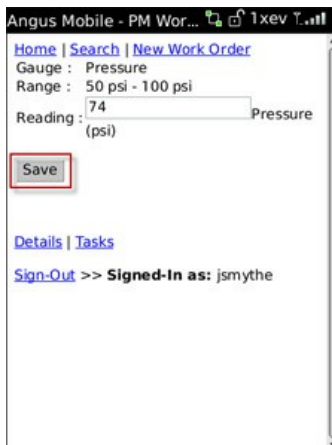 Angus Mobile - PM Wor... 1xev
Home | Search | New Work Order
Gauge : Pressure
Range : 50 psi - 100 psi
Reading : 74 Pressure
(psi)
Save
Details | Tasks
Sign-Out >> Signed-In as: jsmythe